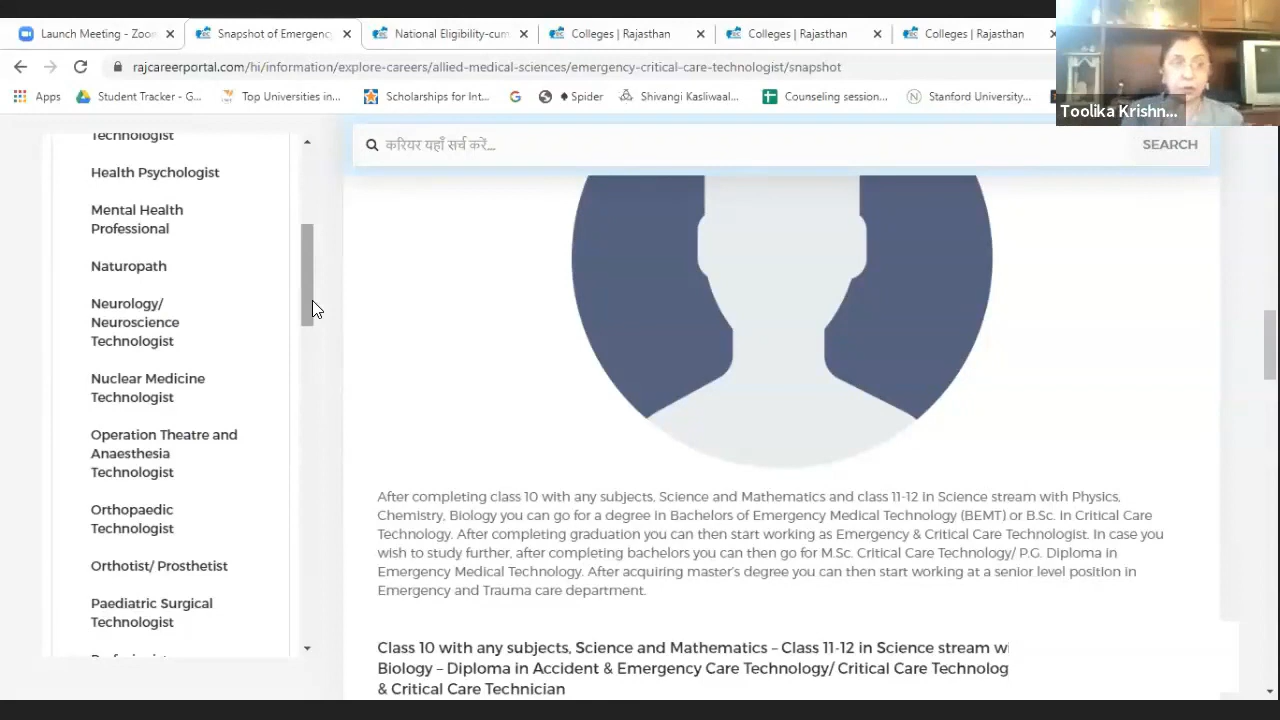 Launch Meeting - Zoo
Snapshot of Emergenc
National Eligibility-cum
Colleges | Rajasthan
Colleges | Rajasthan
Colleges | Rajasthan
rajcareerportal.com/hi/information/explore-careers/allied-medical-sciences/emergency-critical-care-technologist/snapshot
Apps
Student Tracker - G...
Top Universities in...
Scholarships for Int...
Spider
Shivangi Kasliwaal...
Counseling session...
Stanford University...
Toolika Krishn...
Technologist
Health Psychologist
Mental Health
Professional
Naturopath
Neurology/
Neuroscience
Technologist
Nuclear Medicine
Technologist
Operation Theatre and
Anaesthesia
Technologist
Orthopaedic
Technologist
Orthotist/ Prosthetist
Paediatric Surgical
Technologist
करियर यहाँ सर्च करें...
SEARCH
After completing class 10 with any subjects, Science and Mathematics and class 11-12 in Science stream with Physics,
Chemistry, Biology you can go for a degree in Bachelors of Emergency Medical Technology (BEMT) or B.Sc. in Critical Care
Technology. After completing graduation you can then start working as Emergency & Critical Care Technologist. In case you
wish to study further, after completing bachelors you can then go for M.Sc. Critical Care Technology/ P.G. Diploma in
Emergency Medical Technology. After acquiring master's degree you can then start working at a senior level position in
Emergency and Trauma care department.
Class 10 with any subjects, Science and Mathematics – Class 11-12 in Science stream wi
Biology – Diploma in Accident & Emergency Care Technology/ Critical Care Technolog
& Critical Care Technician